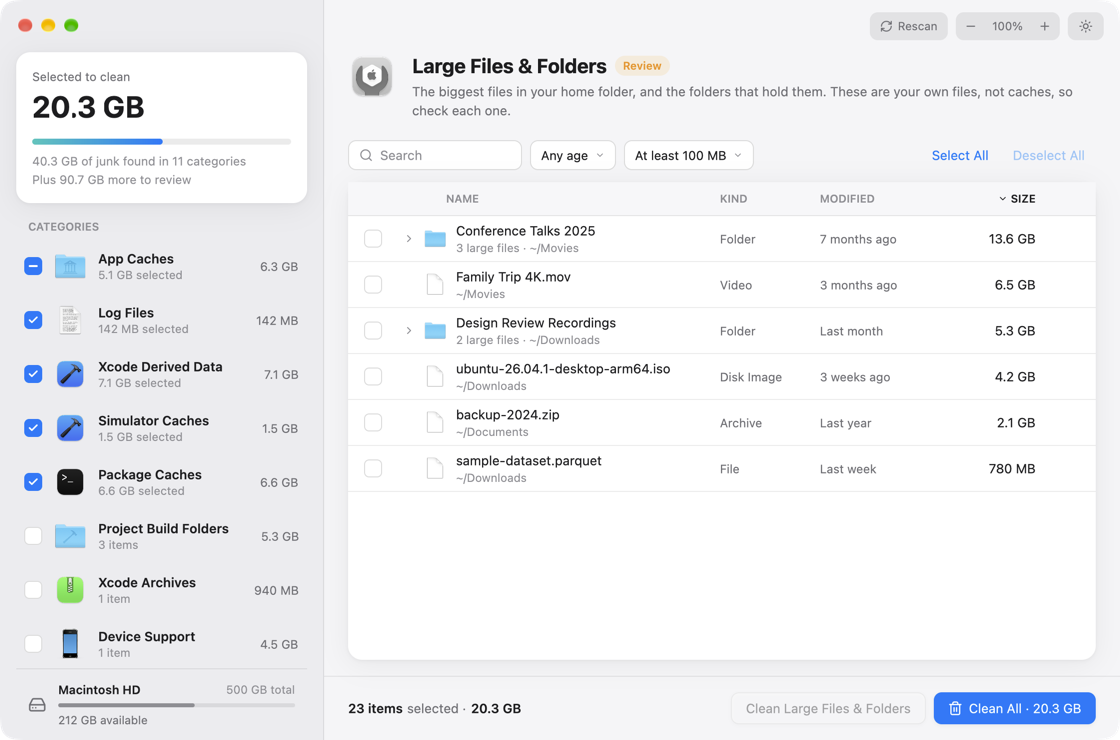 Selected to clean
20.3 GB
40.3 GB of junk found in 11 categories
Plus 90.7 GB more to review
CATEGORIES
App Caches
5.1 GB selected
6.3 GB
Log Files
142 MB selected
142 MB
Xcode Derived Data
7.1 GB selected
7.1 GB
Simulator Caches
1.5 GB selected
1.5 GB
Package Caches
6.6 GB selected
6.6 GB
Project Build Folders
3 items
5.3 GB
Xcode Archives
1 item
940 MB
Device Support
1 item
4.5 GB
Macintosh HD
500 GB total
212 GB available
Rescan
100%
Large Files & Folders
Review
The biggest files in your home folder, and the folders that hold them. These are your own files, not caches, so
check each one.
Search
Any age
At least 100 MB
Select All
Deselect All
NAME KIND MODIFIED SIZE
Conference Talks 2025
3 large files · ~/Movies
Folder
7 months ago
13.6 GB
Family Trip 4K.mov
~/Movies
Video
3 months ago
6.5 GB
Design Review Recordings
2 large files · ~/Downloads
Folder
Last month
5.3 GB
ubuntu-26.04.1-desktop-arm64.iso
~/Downloads
Disk Image
3 weeks ago
4.2 GB
backup-2024.zip
~/Documents
Archive
Last year
2.1 GB
sample-dataset.parquet
~/Downloads
File
Last week
780 MB
23 items selected · 20.3 GB
Clean Large Files & Folders
Clean All · 20.3 GB